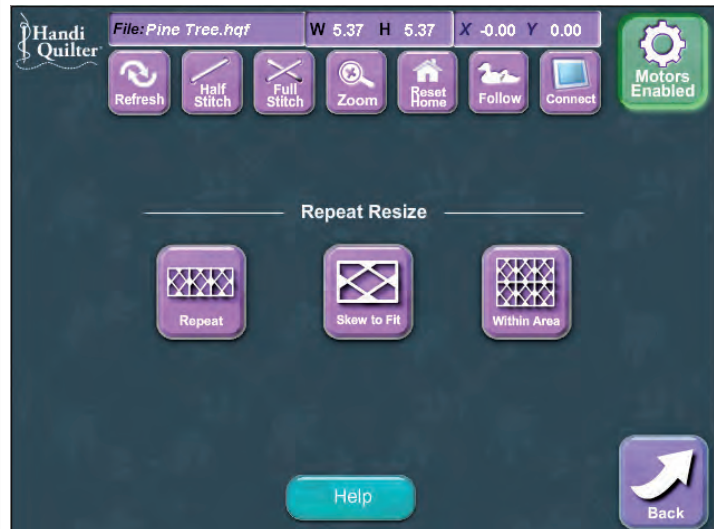 Handi
Quilter
File: Pine Tree.hqf W 5.37 H 5.37 X -0.00 Y 0.00
Refresh
Half
Stitch
Full
Stitch
Zoom
Reset
Home
Follow
Connect
Motors
Enabled
Repeat Resize
Repeat
Skew to Fit
Within Area
Help
Back